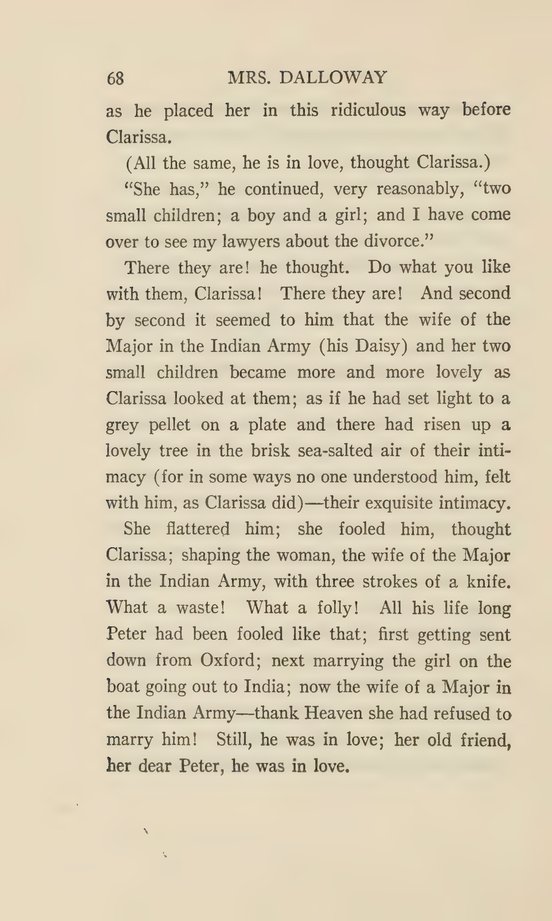 68 MRS. DALLOWAY
as he placed her in this ridiculous way before
Clarissa.
(All the same, he is in love, thought Clarissa.)
"She has," he continued, very reasonably, "two
small children; a boy and a girl; and I have come
over to see my lawyers about the divorce."
There they are! he thought. Do what you like
with them, Clarissa! There they are! And second
by second it seemed to him that the wife of the
Major in the Indian Army (his Daisy) and her two
small children became more and more lovely as
Clarissa looked at them; as if he had set light to a
grey pellet on a plate and there had risen up a
lovely tree in the brisk sea-salted air of their inti-
macy (for in some ways no one understood him, felt
with him, as Clarissa did)—their exquisite intimacy.
She flattered him; she fooled him, thought
Clarissa; shaping the woman, the wife of the Major
in the Indian Army, with three strokes of a knife.
What a waste! What a folly! All his life long
Peter had been fooled like that; first getting sent
down from Oxford; next marrying the girl on the
boat going out to India; now the wife of a Major in
the Indian Army—thank Heaven she had refused to
marry him! Still, he was in love; her old friend,
her dear Peter, he was in love.